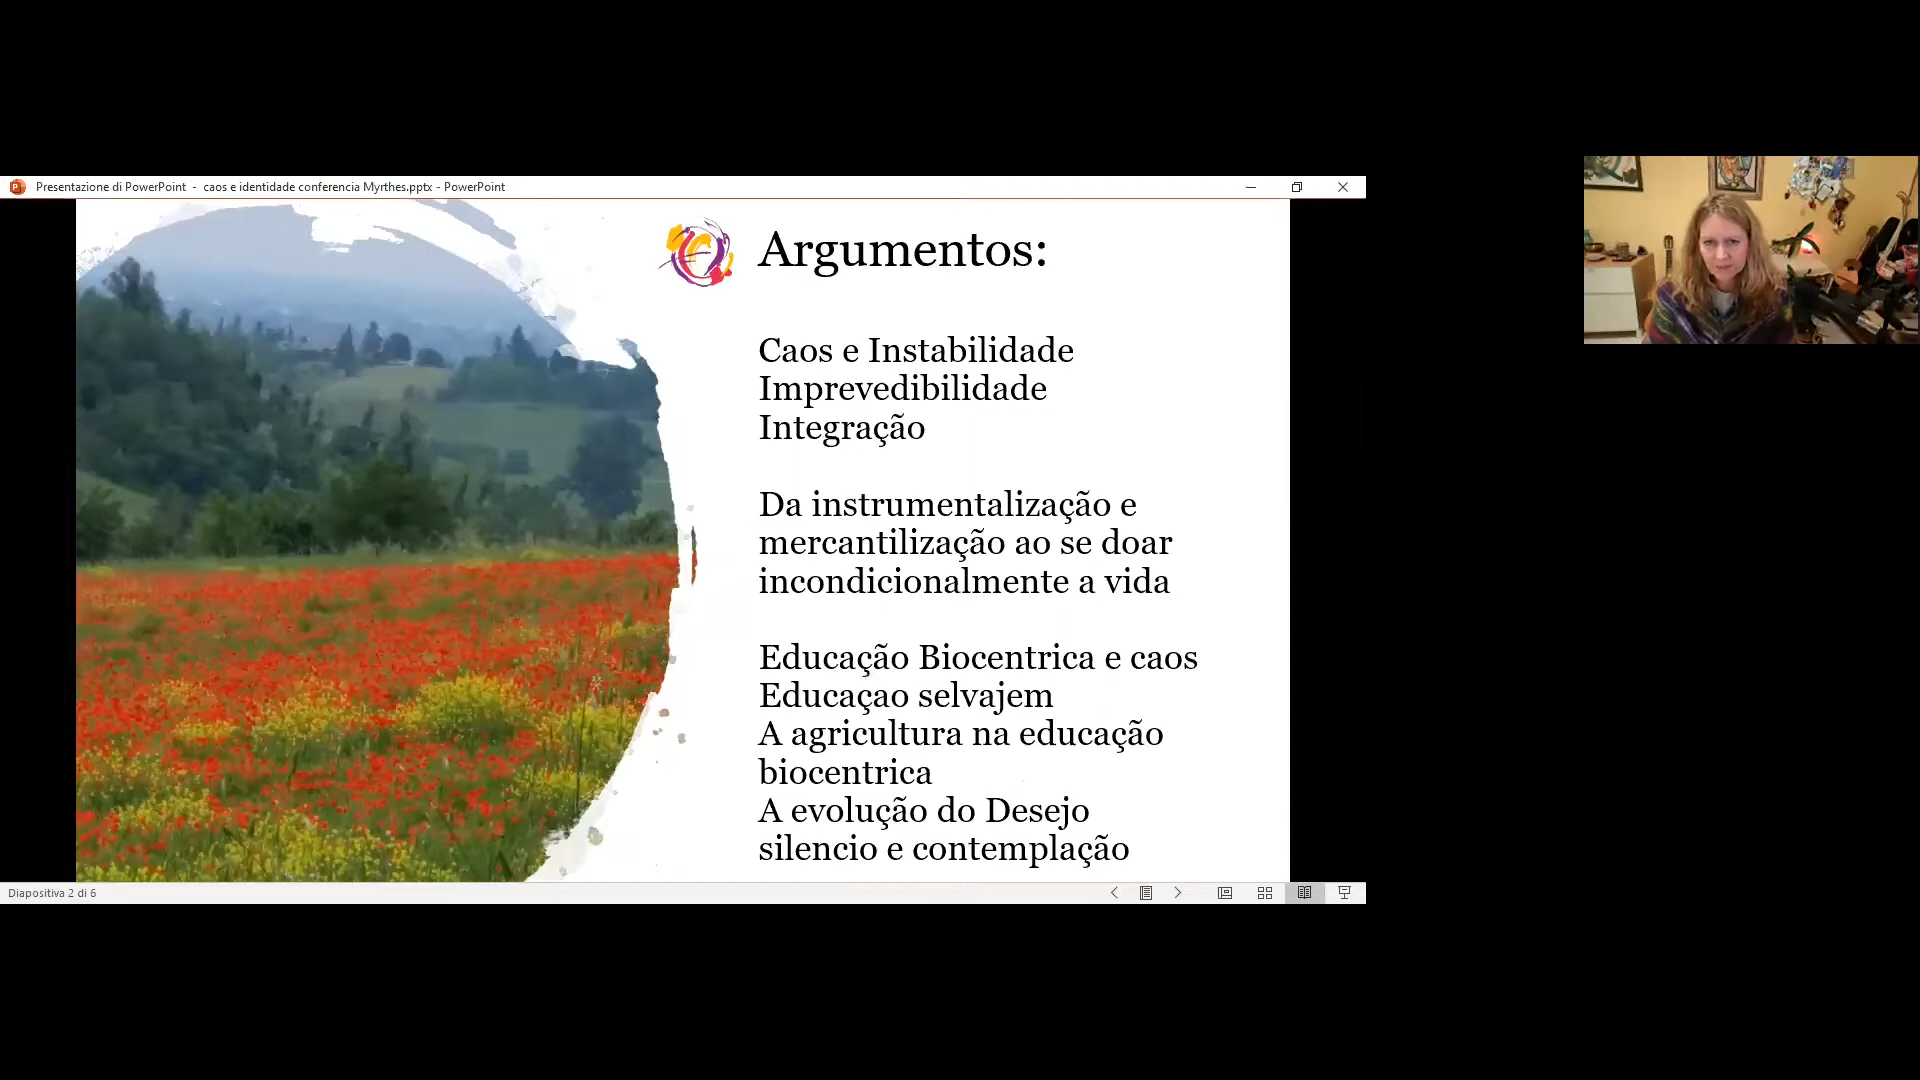 Presentazione di PowerPoint - caos e identidade conferencia Myrthes.pptx - PowerPoint
Argumentos:
Caos e Instabilidade
Imprevedibilidade
Integração
Da instrumentalização e
mercantilização ao se doar
incondicionalmente a vida
Educação Biocentrica e caos
Educaçao selvajem
A agricultura na educação
biocentrica
A evolução do Desejo
silencio e contemplação
Diapositiva 2 di 6